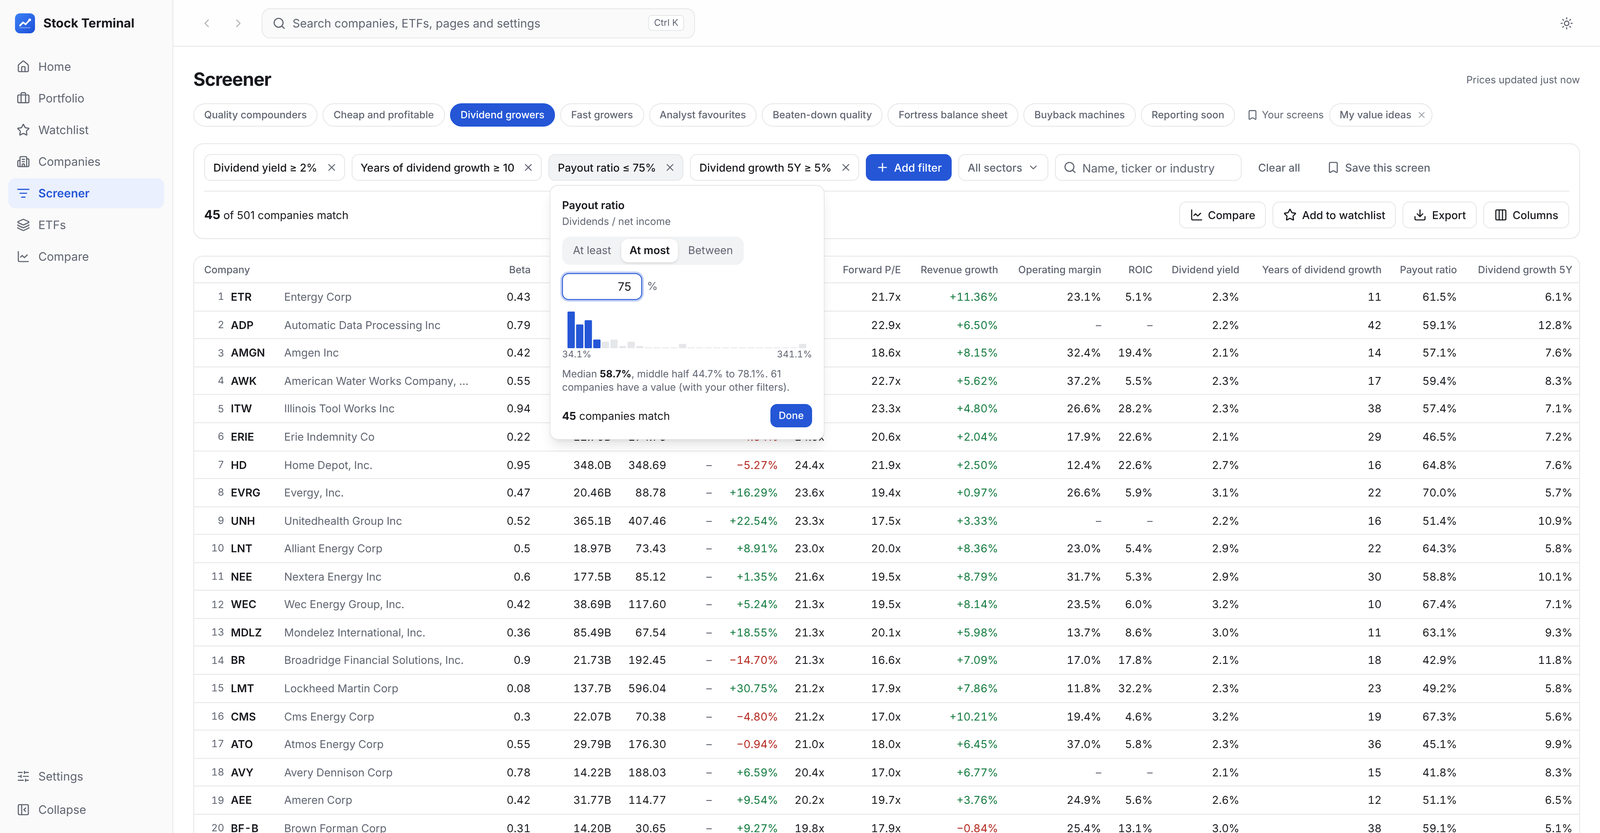 Stock Terminal
Search companies, ETFs, pages and settings
Ctrl K
Home
Portfolio
Watchlist
Companies
Screener
ETFs
Compare
Settings
Collapse
Screener
Prices updated just now
Quality compounders Cheap and profitable Dividend growers Fast growers Analyst favourites Beaten-down quality Fortress balance sheet Buyback machines Reporting soon Your screens My value ideas ×
Dividend yield ≥ 2% × Years of dividend growth ≥ 10 × Payout ratio ≤ 75% × Dividend growth 5Y ≥ 5% × + Add filter All sectors Name, ticker or industry Clear all Save this screen
45 of 501 companies match
Compare Add to watchlist Export Columns
Payout ratio
Dividends / net income
At least At most Between
75 %
34.1% 341.1%
Median 58.7%, middle half 44.7% to 78.1%. 61
companies have a value (with your other filters).
45 companies match Done
Company Beta Forward P/E Revenue growth Operating margin ROIC Dividend yield Years of dividend growth Payout ratio Dividend growth 5Y
1 ETR Entergy Corp 0.43 21.7x +11.36% 23.1% 5.1% 2.3% 11 61.5% 6.1%
2 ADP Automatic Data Processing Inc 0.79 22.9x +6.50% – – 2.2% 42 59.1% 12.8%
3 AMGN Amgen Inc 0.42 18.6x +8.15% 32.4% 19.4% 2.1% 14 57.1% 7.6%
4 AWK American Water Works Company, ... 0.55 22.7x +5.62% 37.2% 5.5% 2.3% 17 59.4% 8.3%
5 ITW Illinois Tool Works Inc 0.94 23.3x +4.80% 26.6% 28.2% 2.3% 38 57.4% 7.1%
6 ERIE Erie Indemnity Co 0.22 20.6x +2.04% 17.9% 22.6% 2.1% 29 46.5% 7.2%
7 HD Home Depot, Inc. 0.95 348.0B 348.69 – −5.27% 24.4x 21.9x +2.50% 12.4% 22.6% 2.7% 16 64.8% 7.6%
8 EVRG Evergy, Inc. 0.47 20.46B 88.78 – +16.29% 23.6x 19.4x +0.97% 26.6% 5.9% 3.1% 22 70.0% 5.7%
9 UNH Unitedhealth Group Inc 0.52 365.1B 407.46 – +22.54% 23.3x 17.5x +3.33% – – 2.2% 16 51.4% 10.9%
10 LNT Alliant Energy Corp 0.5 18.97B 73.43 – +8.91% 23.0x 20.0x +8.36% 23.0% 5.4% 2.9% 22 64.3% 5.8%
11 NEE Nextera Energy Inc 0.6 177.5B 85.12 – +1.35% 21.6x 19.5x +8.79% 31.7% 5.3% 2.9% 30 58.8% 10.1%
12 WEC Wec Energy Group, Inc. 0.42 38.69B 117.60 – +5.24% 21.3x 19.5x +8.14% 23.5% 6.0% 3.2% 10 67.4% 7.1%
13 MDLZ Mondelez International, Inc. 0.36 85.49B 67.54 – +18.55% 21.3x 20.1x +5.98% 13.7% 8.6% 3.0% 11 63.1% 9.3%
14 BR Broadridge Financial Solutions, Inc. 0.9 21.73B 192.45 – −14.70% 21.3x 16.6x +7.09% 17.0% 17.8% 2.1% 18 42.9% 11.8%
15 LMT Lockheed Martin Corp 0.08 137.7B 596.04 – +30.75% 21.2x 17.9x +7.86% 11.8% 32.2% 2.3% 23 49.2% 5.8%
16 CMS Cms Energy Corp 0.3 22.07B 70.38 – −4.80% 21.2x 17.0x +10.21% 19.4% 4.6% 3.2% 19 67.3% 5.6%
17 ATO Atmos Energy Corp 0.55 29.79B 176.30 – −0.94% 21.0x 18.0x +6.45% 37.0% 5.8% 2.3% 36 45.1% 9.9%
18 AVY Avery Dennison Corp 0.78 14.22B 188.03 – +6.59% 20.4x 17.0x +6.77% – – 2.1% 15 41.8% 8.3%
19 AEE Ameren Corp 0.42 31.77B 114.77 – +9.54% 20.2x 19.7x +3.76% 24.9% 5.6% 2.6% 12 51.1% 6.5%
20 BF-B Brown Forman Corp 0.31 14.20B 30.65 – +9.27% 19.8x 17.9x −0.84% 25.4% 13.1% 3.0% 38 59.1% 5.1%